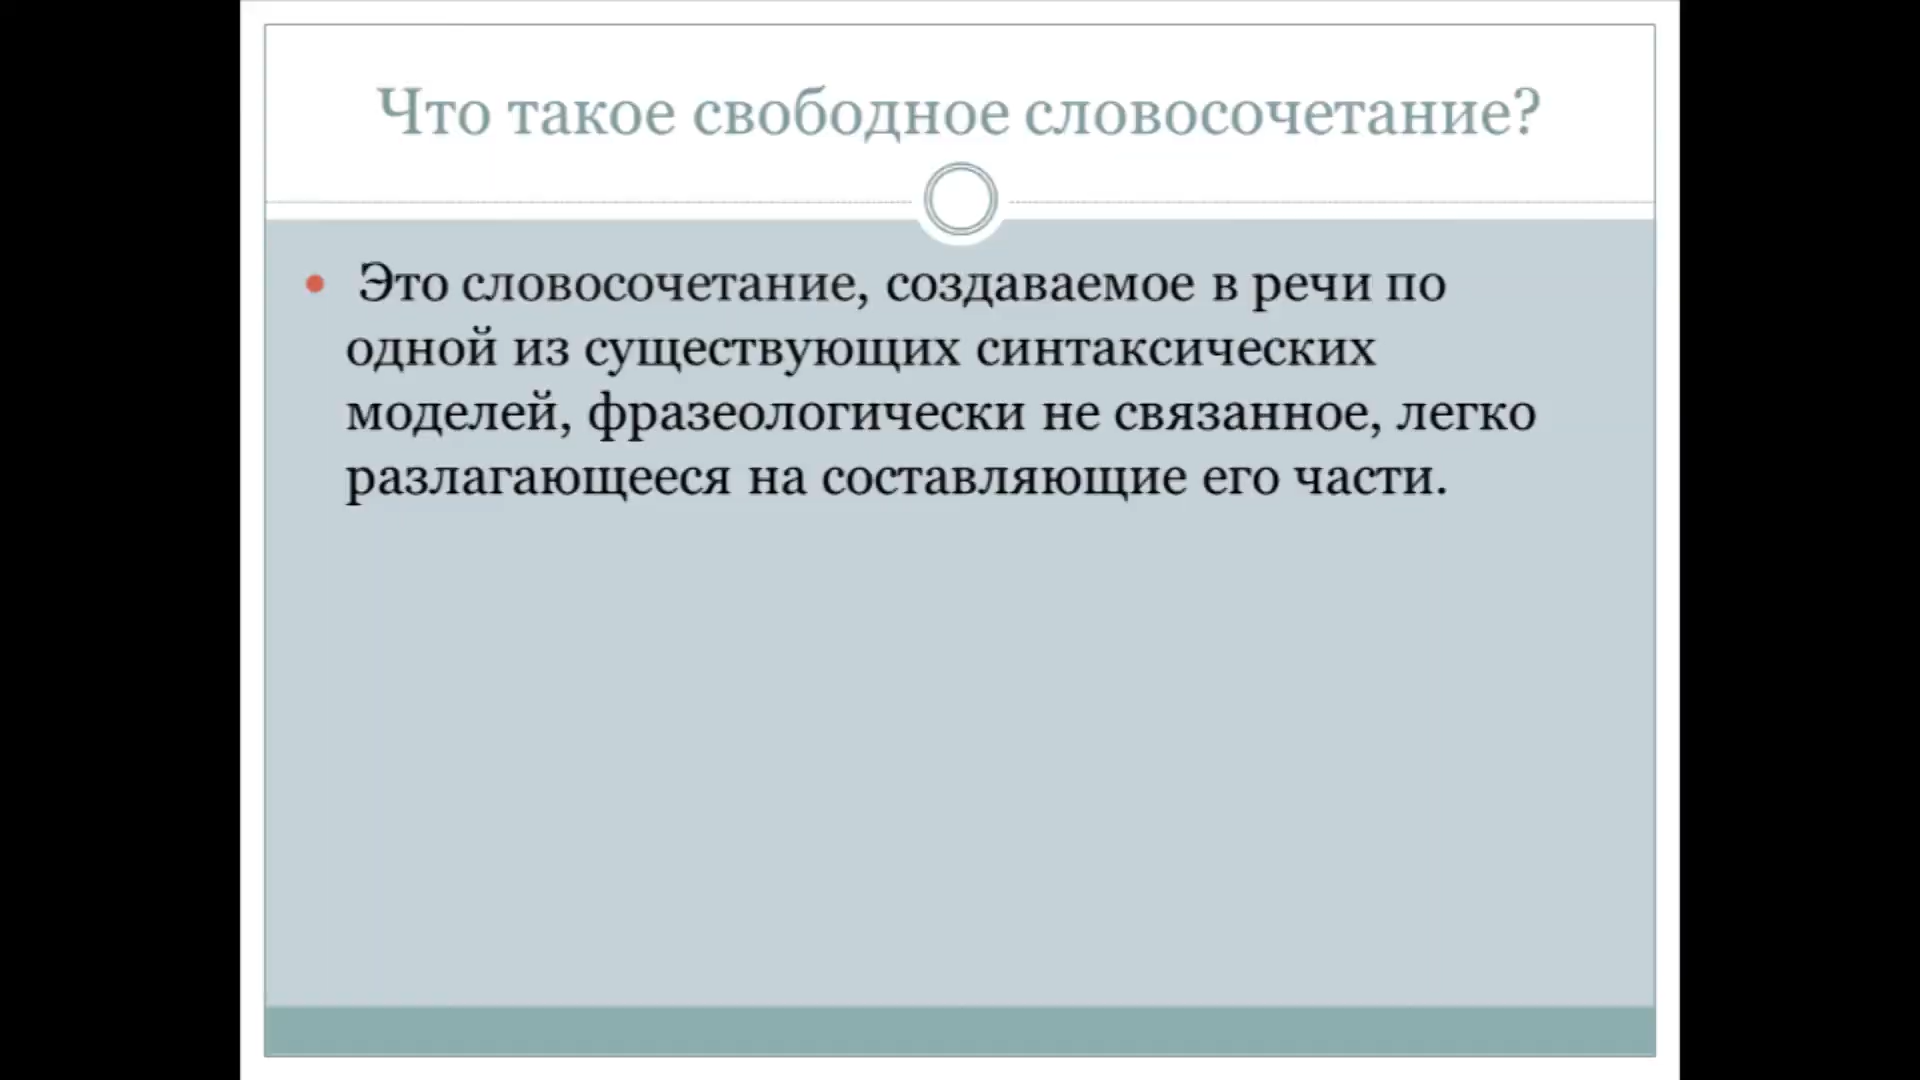 Что такое свободное словосочетание?
• Это словосочетание, создаваемое в речи по
одной из существующих синтаксических
моделей, фразеологически не связанное, легко
разлагающееся на составляющие его части.